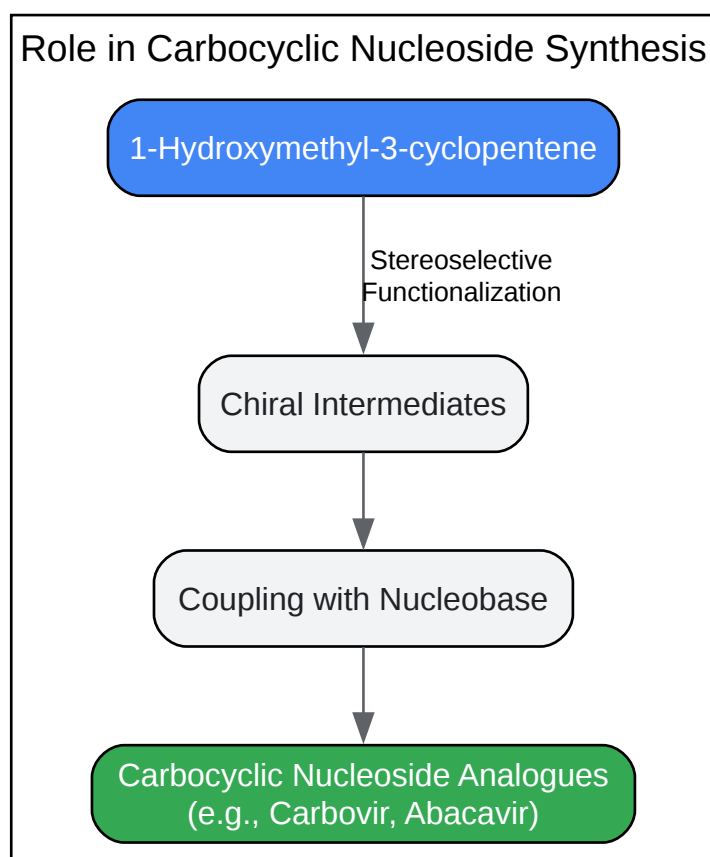 Role in Carbocyclic Nucleoside Synthesis
1-Hydroxymethyl-3-cyclopentene
Stereoselective
Functionalization
Chiral Intermediates
Coupling with Nucleobase
Carbocyclic Nucleoside Analogues
(e.g., Carbovir, Abacavir)